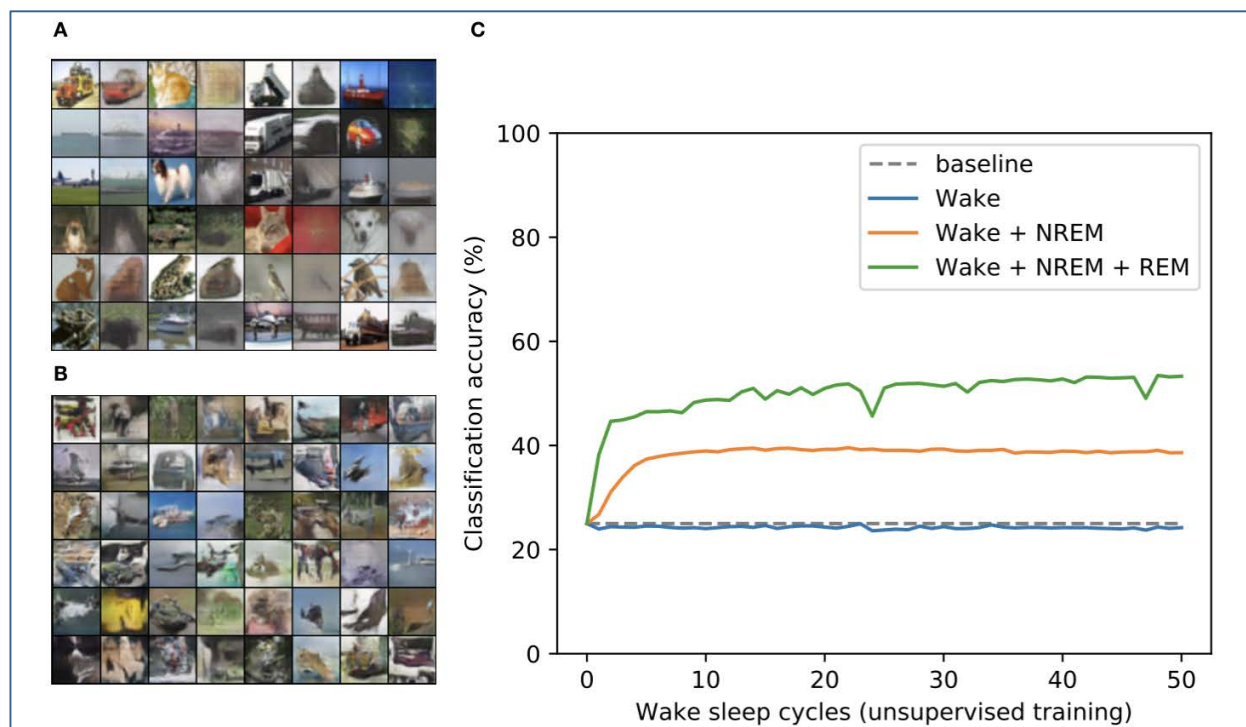 A
B
C
Classification accuracy (%)
100
80
60
40
20
0
baseline
Wake
Wake + NREM
Wake + NREM + REM
0 10 20 30 40 50
Wake sleep cycles (unsupervised training)